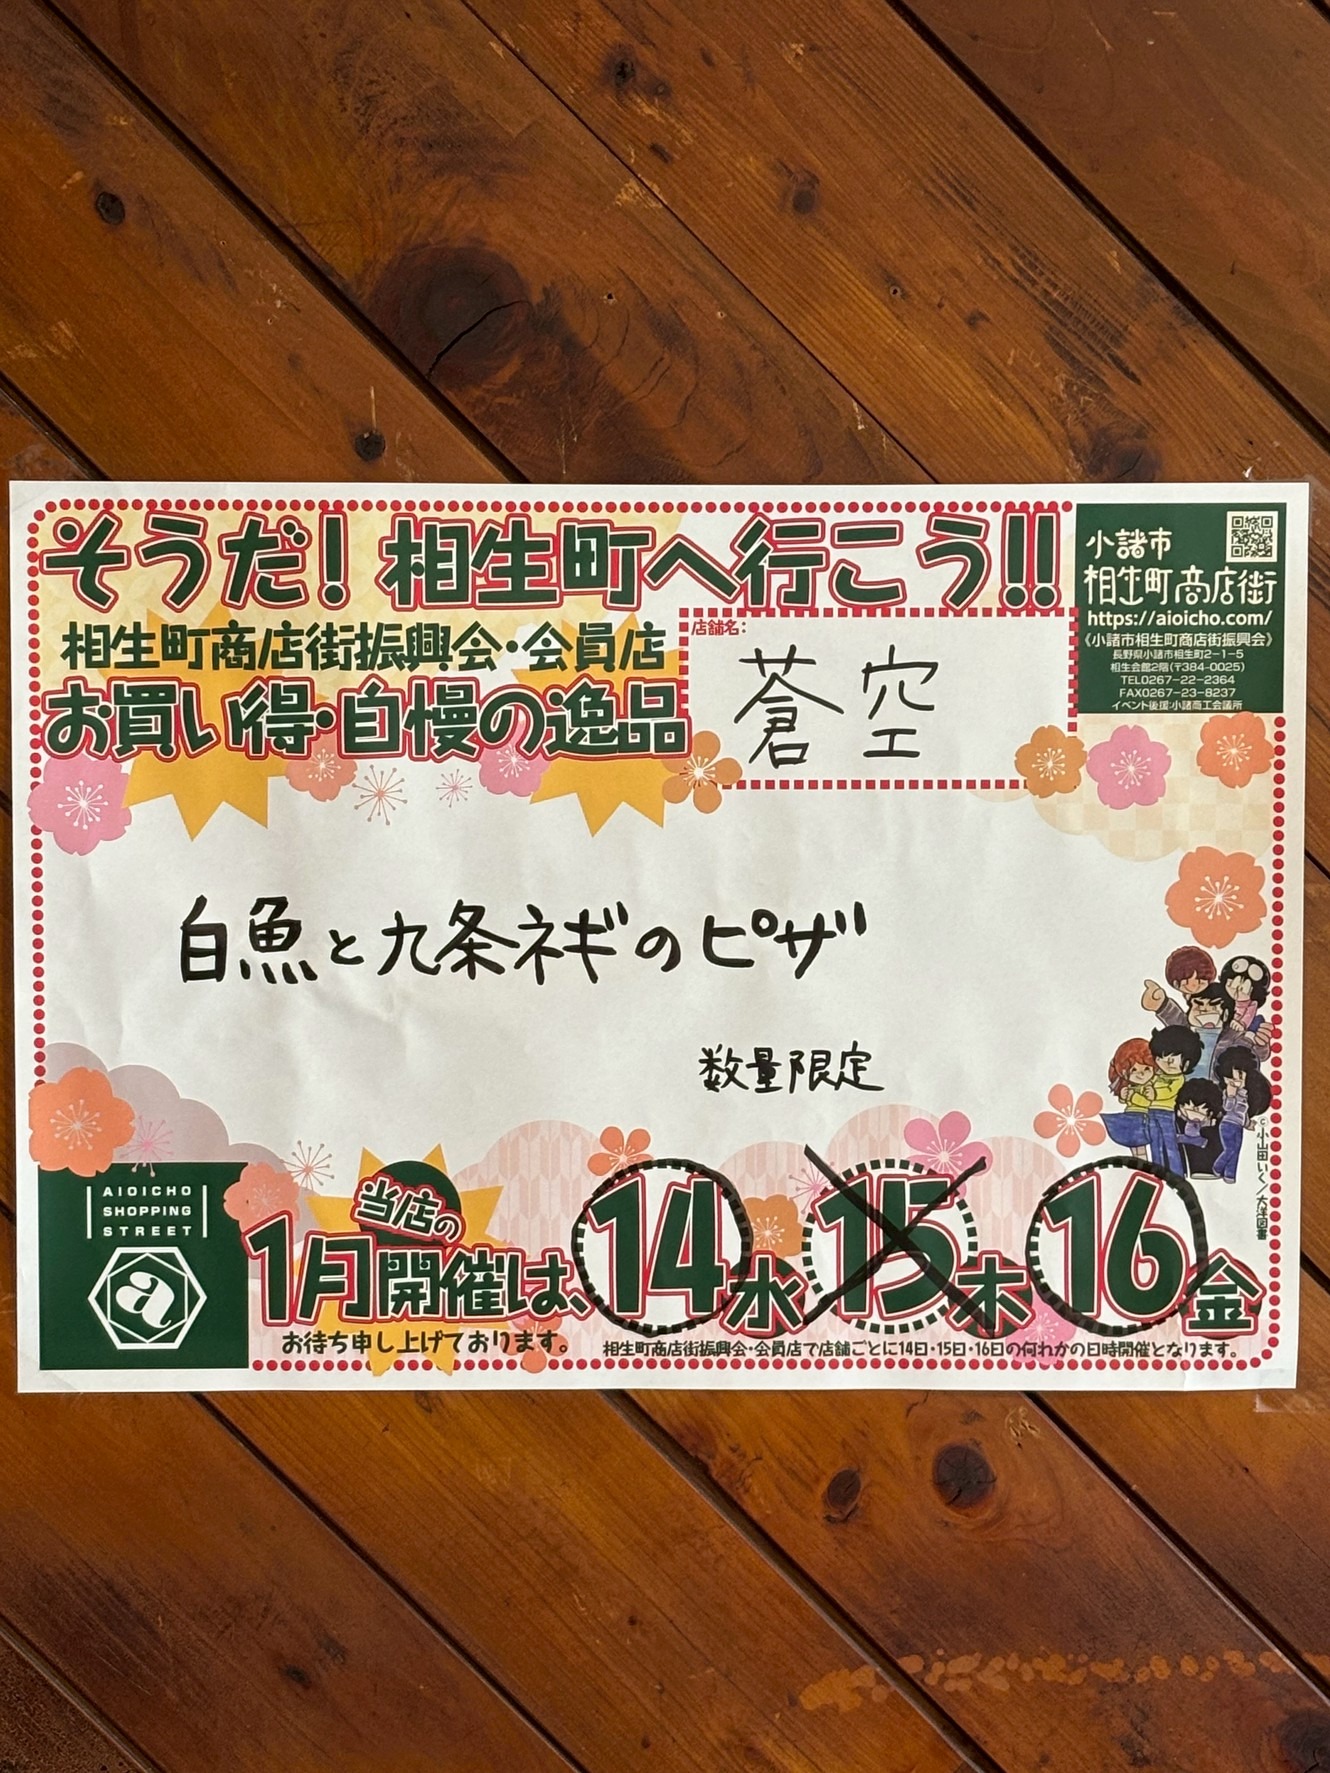 そうだ！相生町へ行こう!!
相生町商店街振興会・会員店
お買い得・自慢の逸品
店舗名：
蒼空
小諸市
相生町商店街
https://aioicho.com/
《小諸市相生町商店街振興会》
長野県小諸市相生町2-1-5
相生会館2階(〒384-0025)
TEL0267-22-2364
FAX0267-23-8237
イベント後援:小諸商工会議所
白魚と九条ネギのピザ
数量限定
©小山田いく／大洋図書
AIOICHO
SHOPPING
STREET
a
当店の
1月開催は、14水 15木 16金
お待ち申し上げております。
相生町商店街振興会・会員店で店舗ごとに14日・15日・16日の何れかの日時開催となります。